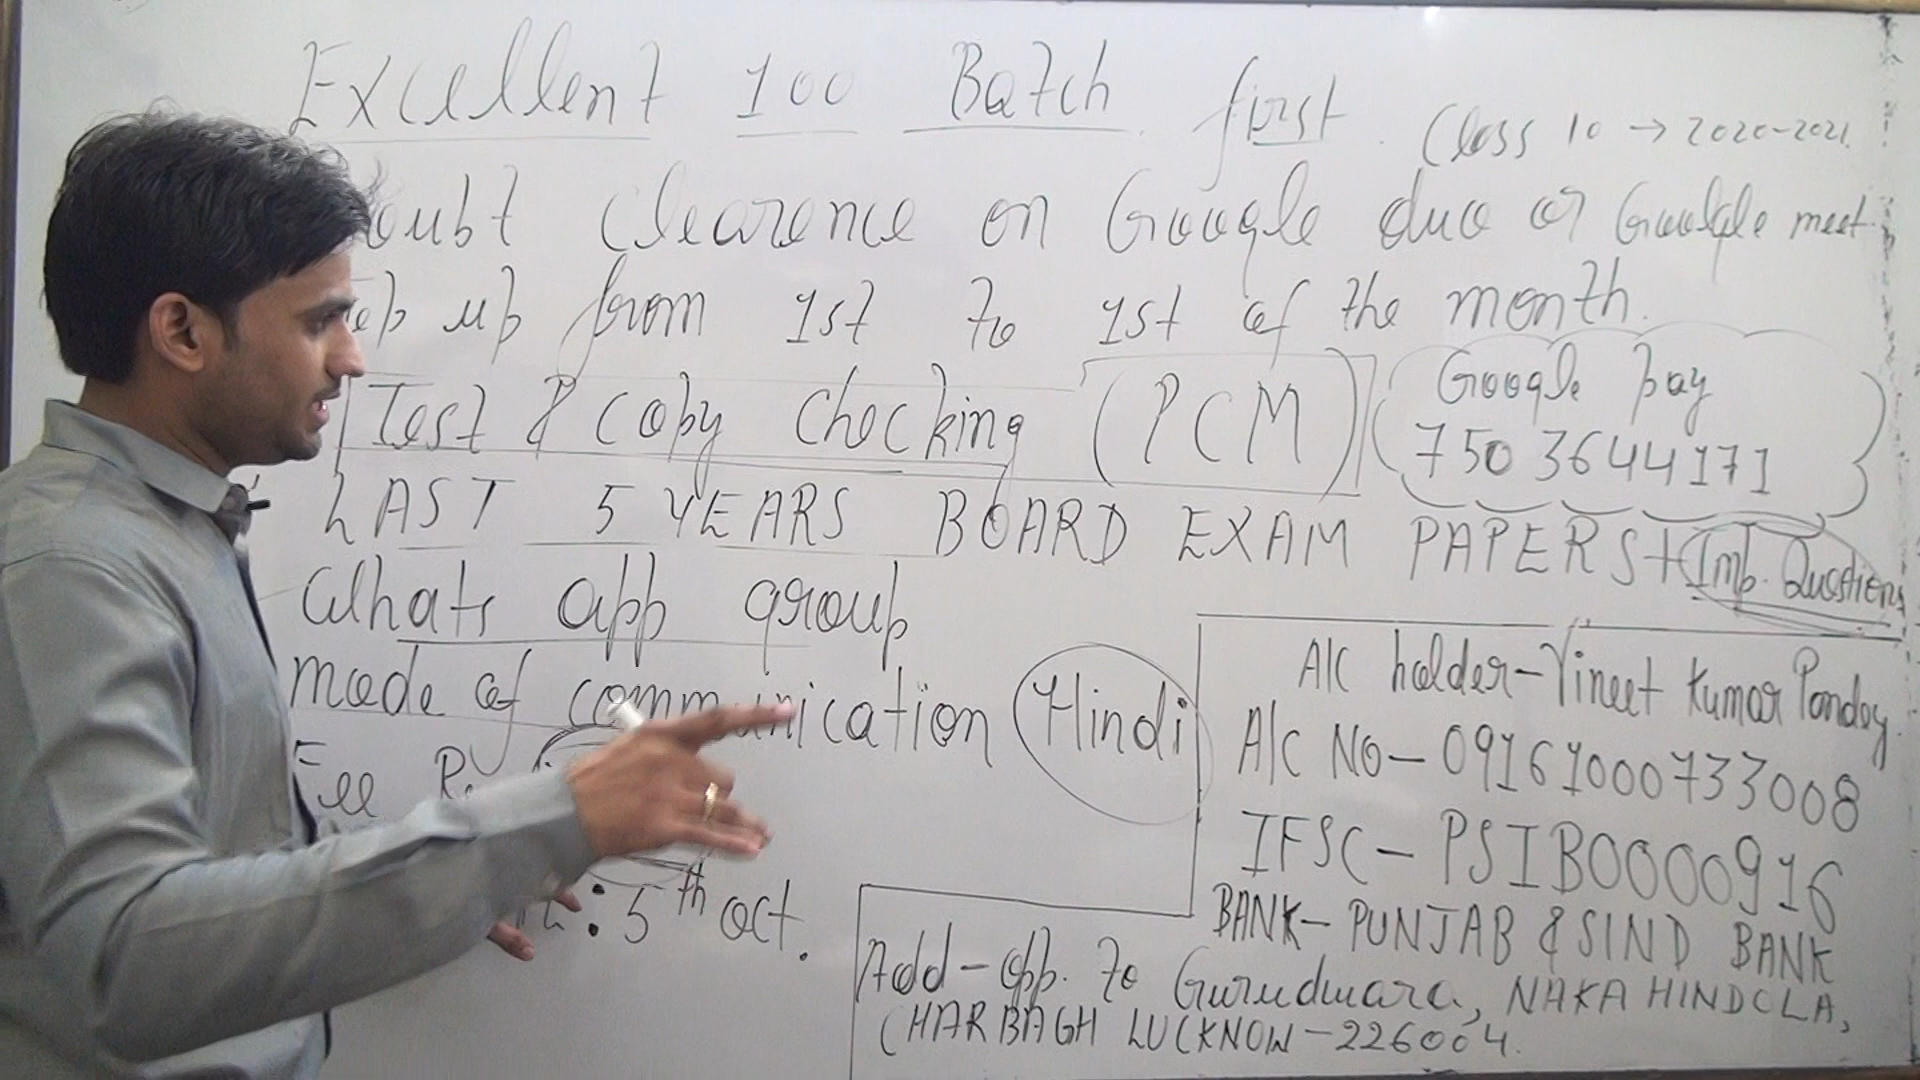 Excellent 100 Batch first. Class 10 → 2020-2021.
oubt Clearence on Google duo or Google meet.
up from 1st to 1st of the month.
Test & Copy Checking (PCM)
Google pay
7503644171
LAST 5 YEARS BOARD EXAM PAPERS + Imp. Questions
Whats app group
mode of communication Hindi
Fee
: 5th oct.
A/C holder - Vineet Kumar Pandey
A/C NO - 09161000733008
IFSC - PSIB0000916
BANK - PUNJAB & SIND BANK
Add - opp. to Gurudwara, NAKA HINDOLA,
CHARBAGH LUCKNOW - 226004.